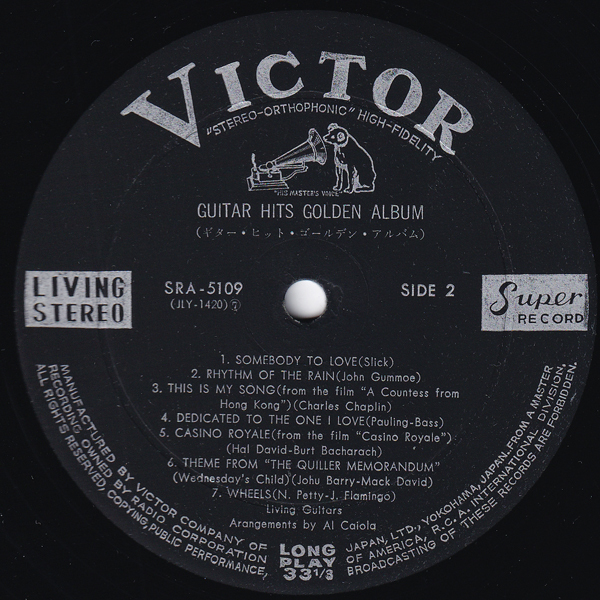 VICTOR
"STEREO-ORTHOPHONIC" HIGH-FIDELITY
"HIS MASTER'S VOICE"
GUITAR HITS GOLDEN ALBUM
(ギター・ヒット・ゴールデン・アルバム)
LIVING STEREO
SRA-5109
(JLY-1420) ⑦
SIDE 2
Super RECORD
1. SOMEBODY TO LOVE(Slick)
2. RHYTHM OF THE RAIN(John Gummoe)
3. THIS IS MY SONG(from the film "A Countess from
Hong Kong")(Charles Chaplin)
4. DEDICATED TO THE ONE I LOVE(Pauling-Bass)
5. CASINO ROYALE(from the film "Casino Royale")
(Hal David-Burt Bacharach)
6. THEME FROM "THE QUILLER MEMORANDUM"
(Wednesday's Child)(Johu Barry-Mack David)
7. WHEELS(N. Petty-J. Flamingo)
Living Guitars
Arrangements by Al Caiola
MANUFACTURED BY VICTOR COMPANY OF JAPAN, LTD., YOKOHAMA, JAPAN. FROM A MASTER
RECORDING OWNED BY RADIO CORPORATION OF AMERICA, R.C.A. INTERNATIONAL DIVISION.
ALL RIGHTS RESERVED, COPYING, PUBLIC PERFORMANCE, BROADCASTING OF THESE RECORDS ARE FORBIDDEN.
LONG
PLAY
33 1/3